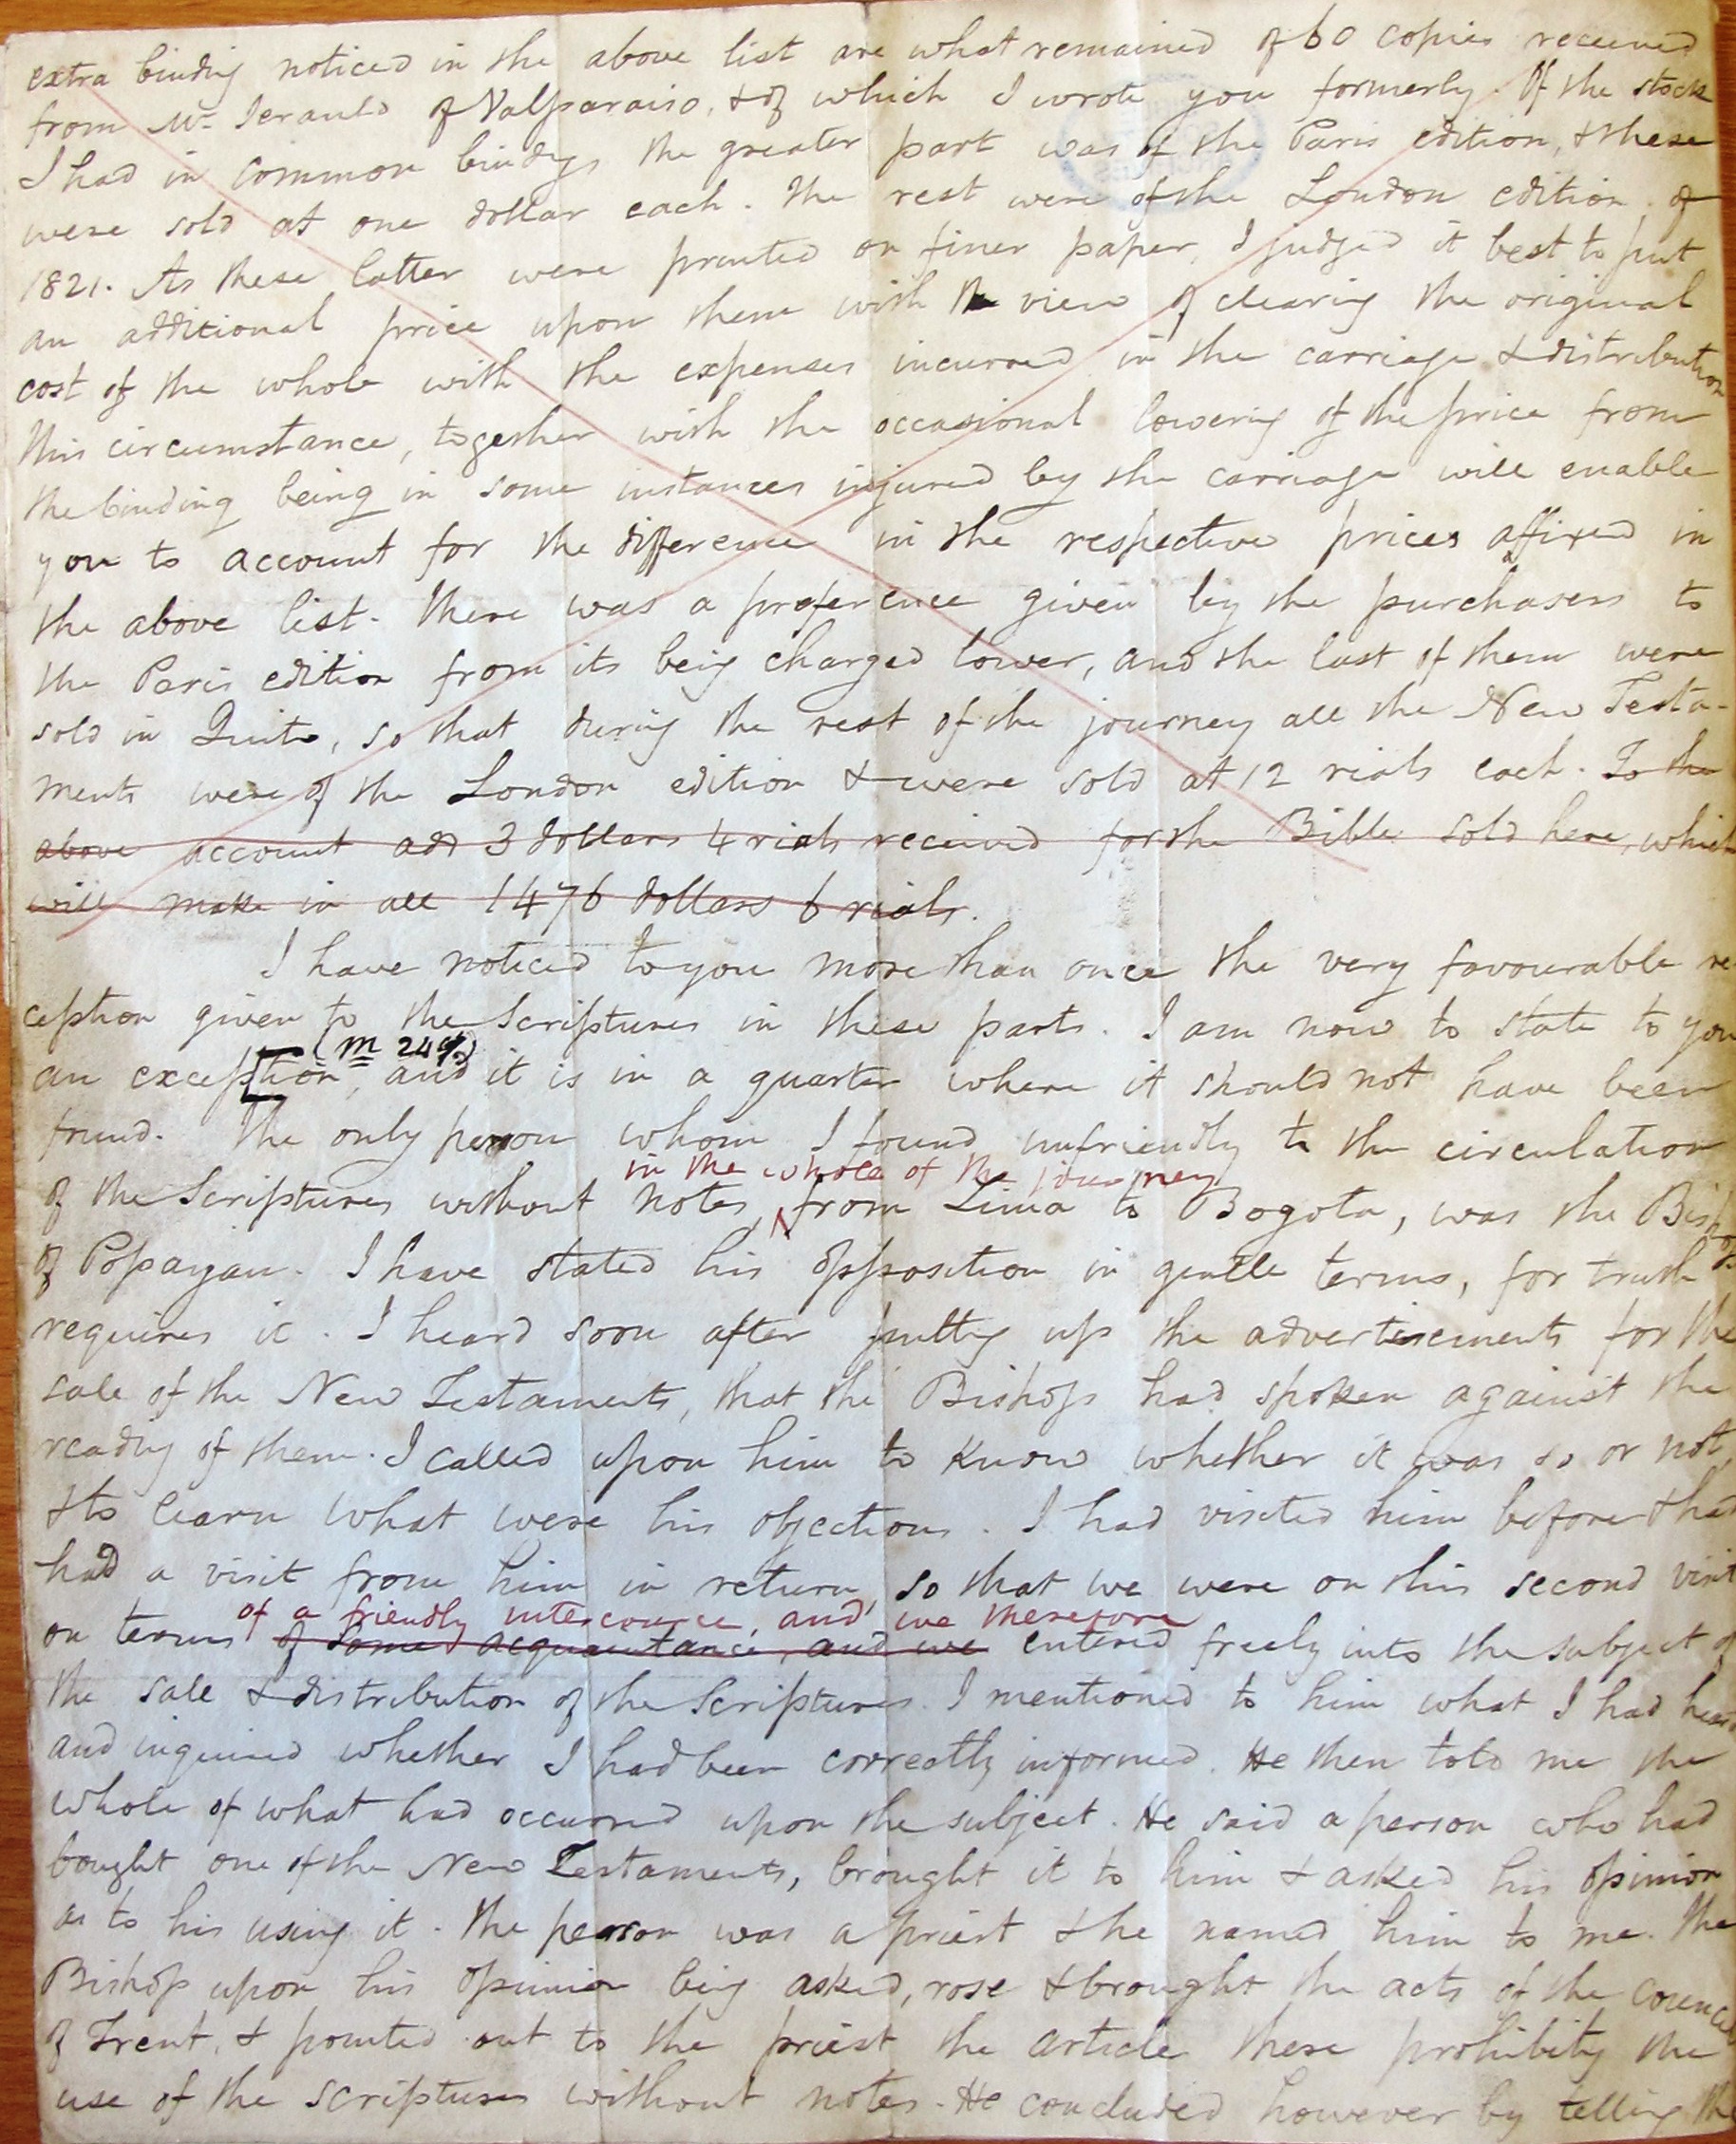 extra binding noticed in the above list are what remained of 60 copies received
from Mr. Jerauld of Valparaiso, & of which I wrote you formerly. Of the stock
I had in common bindings the greater part was of the Paris edition, & these
were sold at one dollar each. The rest were of the London edition of
1821. As these latter were printed on finer paper, I judged it best to put
an additional price upon them with the view of clearing the original
cost of the whole with the expenses incurred in the carriage & distribution
This circumstance, together with the occasional lowering of the price from
the binding being in some instances injured by the carriage will enable
you to account for the difference in the respective prices affixed in
the above list. There was a preference given by the purchasers to
the Paris edition from its being charged lower, and the last of them were
sold in Quito, so that during the rest of the journey all the New Testa-
ments were of the London edition & were sold at 12 rials each. To the
above account add 3 dollars 4 rials received for the Bible sold here, which
will make in all 1476 dollars 6 rials.
I have noticed to you more than once the very favourable re
ception given to the Scriptures in these parts. I am now to state to you
(m 249)
an exception, and it is in a quarter where it should not have been
found. The only person whom I found unfriendly to the circulation
in the whole of the journey
of the Scriptures without notes, from Lima to Bogota, was the Bishop
of Popayan. I have stated his opposition in gentle terms, for truth so
requires it. I heard soon after putting up the advertisements for the
sale of the New Testaments, that the Bishop had spoken against the
reading of them. I called upon him to know whether it was so or not,
& to learn what were his objections. I had visited him before & had
had a visit from him in return, so that we were on this second visit
of a friendly intercourse, and we therefore
on terms of some acquaintance, and we entered freely into the subject of
the sale & distribution of the Scriptures. I mentioned to him what I had heard
and inquired whether I had been correctly informed. He then told me the
whole of what had occurred upon the subject. He said a person who had
bought one of the New Testaments, brought it to him & asked his opinion
as to his using it. The person was a priest & he named him to me. The
Bishop upon his opinion being asked, rose & brought the acts of the Council
of Trent, & pointed out to the priest the article there prohibiting the
use of the scriptures without notes. He concluded however by telling the